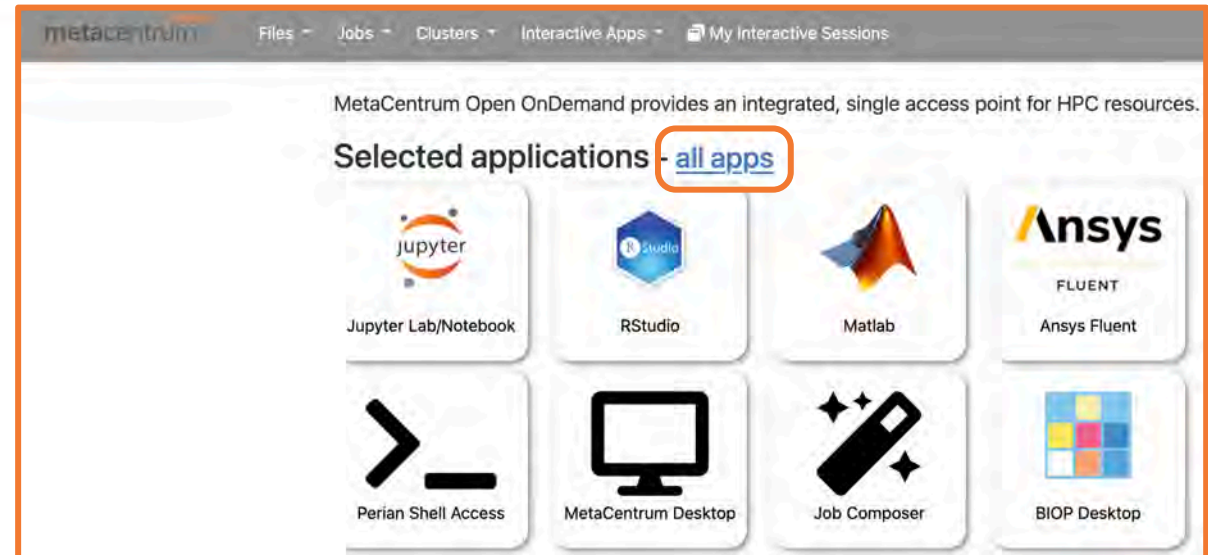 metacentrum Files Jobs Clusters Interactive Apps My Interactive Sessions
MetaCentrum Open OnDemand provides an integrated, single access point for HPC resources.
Selected applications - all apps
jupyter
R Studio
Ansys
FLUENT
Jupyter Lab/Notebook
RStudio
Matlab
Ansys Fluent
Perian Shell Access
MetaCentrum Desktop
Job Composer
BIOP Desktop